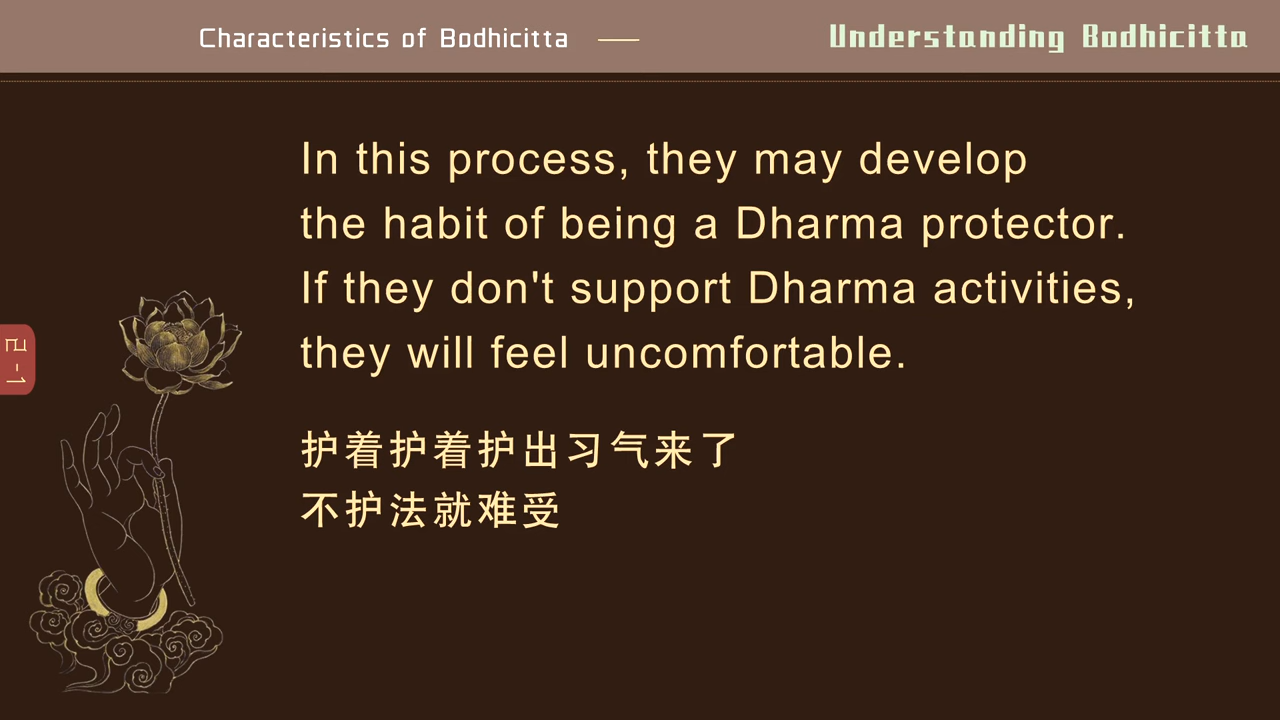 Characteristics of Bodhicitta
Understanding Bodhicitta
In this process, they may develop
the habit of being a Dharma protector.
If they don't support Dharma activities,
they will feel uncomfortable.
护着护着护出习气来了
不护法就难受